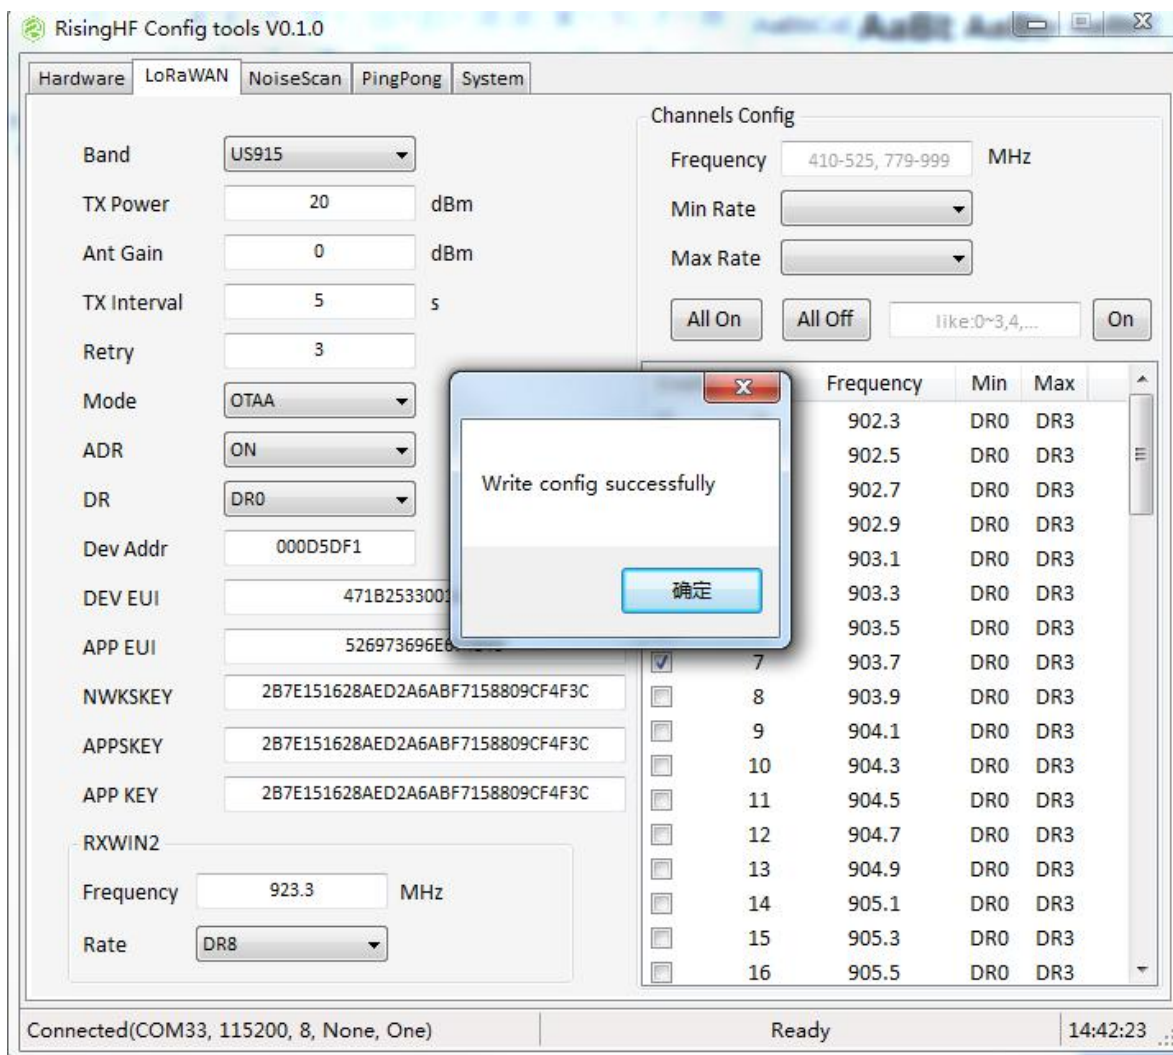 RisingHF Config tools V0.1.0
Hardware LoRaWAN NoiseScan PingPong System
Band US915
TX Power 20 dBm
Ant Gain 0 dBm
TX Interval 5 s
Retry 3
Mode OTAA
ADR ON
DR DR0
Dev Addr 000D5DF1
DEV EUI 471B2533001
APP EUI 526973696E6
NWKSKEY 2B7E151628AED2A6ABF7158809CF4F3C
APPSKEY 2B7E151628AED2A6ABF7158809CF4F3C
APP KEY 2B7E151628AED2A6ABF7158809CF4F3C
RXWIN2
Frequency 923.3 MHz
Rate DR8
Channels Config
Frequency 410-525, 779-999 MHz
Min Rate
Max Rate
All On All Off like:0~3,4,... On
Frequency Min Max
902.3 DR0 DR3
902.5 DR0 DR3
902.7 DR0 DR3
902.9 DR0 DR3
903.1 DR0 DR3
903.3 DR0 DR3
903.5 DR0 DR3
7 903.7 DR0 DR3
8 903.9 DR0 DR3
9 904.1 DR0 DR3
10 904.3 DR0 DR3
11 904.5 DR0 DR3
12 904.7 DR0 DR3
13 904.9 DR0 DR3
14 905.1 DR0 DR3
15 905.3 DR0 DR3
16 905.5 DR0 DR3
Write config successfully
确定
Connected(COM33, 115200, 8, None, One) Ready 14:42:23